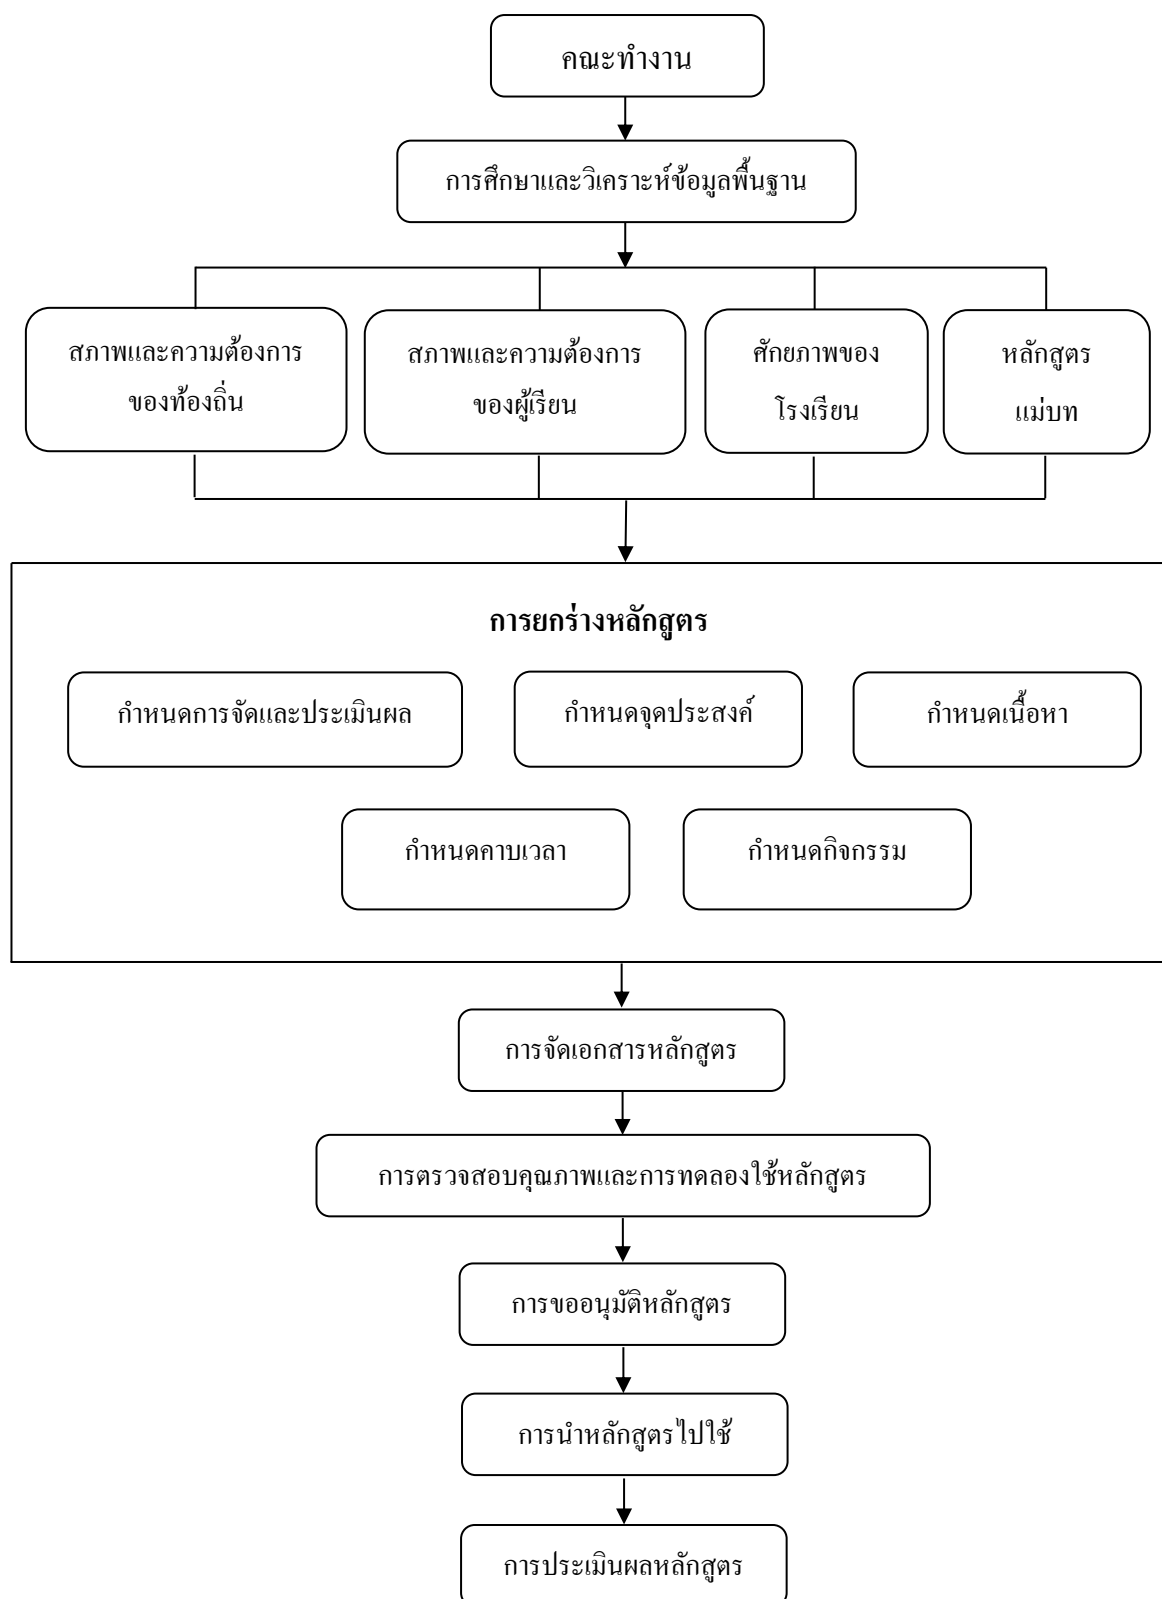 คณะทำงาน
การศึกษาและวิเคราะห์ข้อมูลพื้นฐาน
สภาพและความต้องการ
ของท้องถิ่น
สภาพและความต้องการ
ของผู้เรียน
ศักยภาพของ
โรงเรียน
หลักสูตร
แม่บท
การยกร่างหลักสูตร
กำหนดการจัดและประเมินผล
กำหนดจุดประสงค์
กำหนดเนื้อหา
กำหนดคาบเวลา
กำหนดกิจกรรม
การจัดเอกสารหลักสูตร
การตรวจสอบคุณภาพและการทดลองใช้หลักสูตร
การขออนุมัติหลักสูตร
การนำหลักสูตรไปใช้
การประเมินผลหลักสูตร